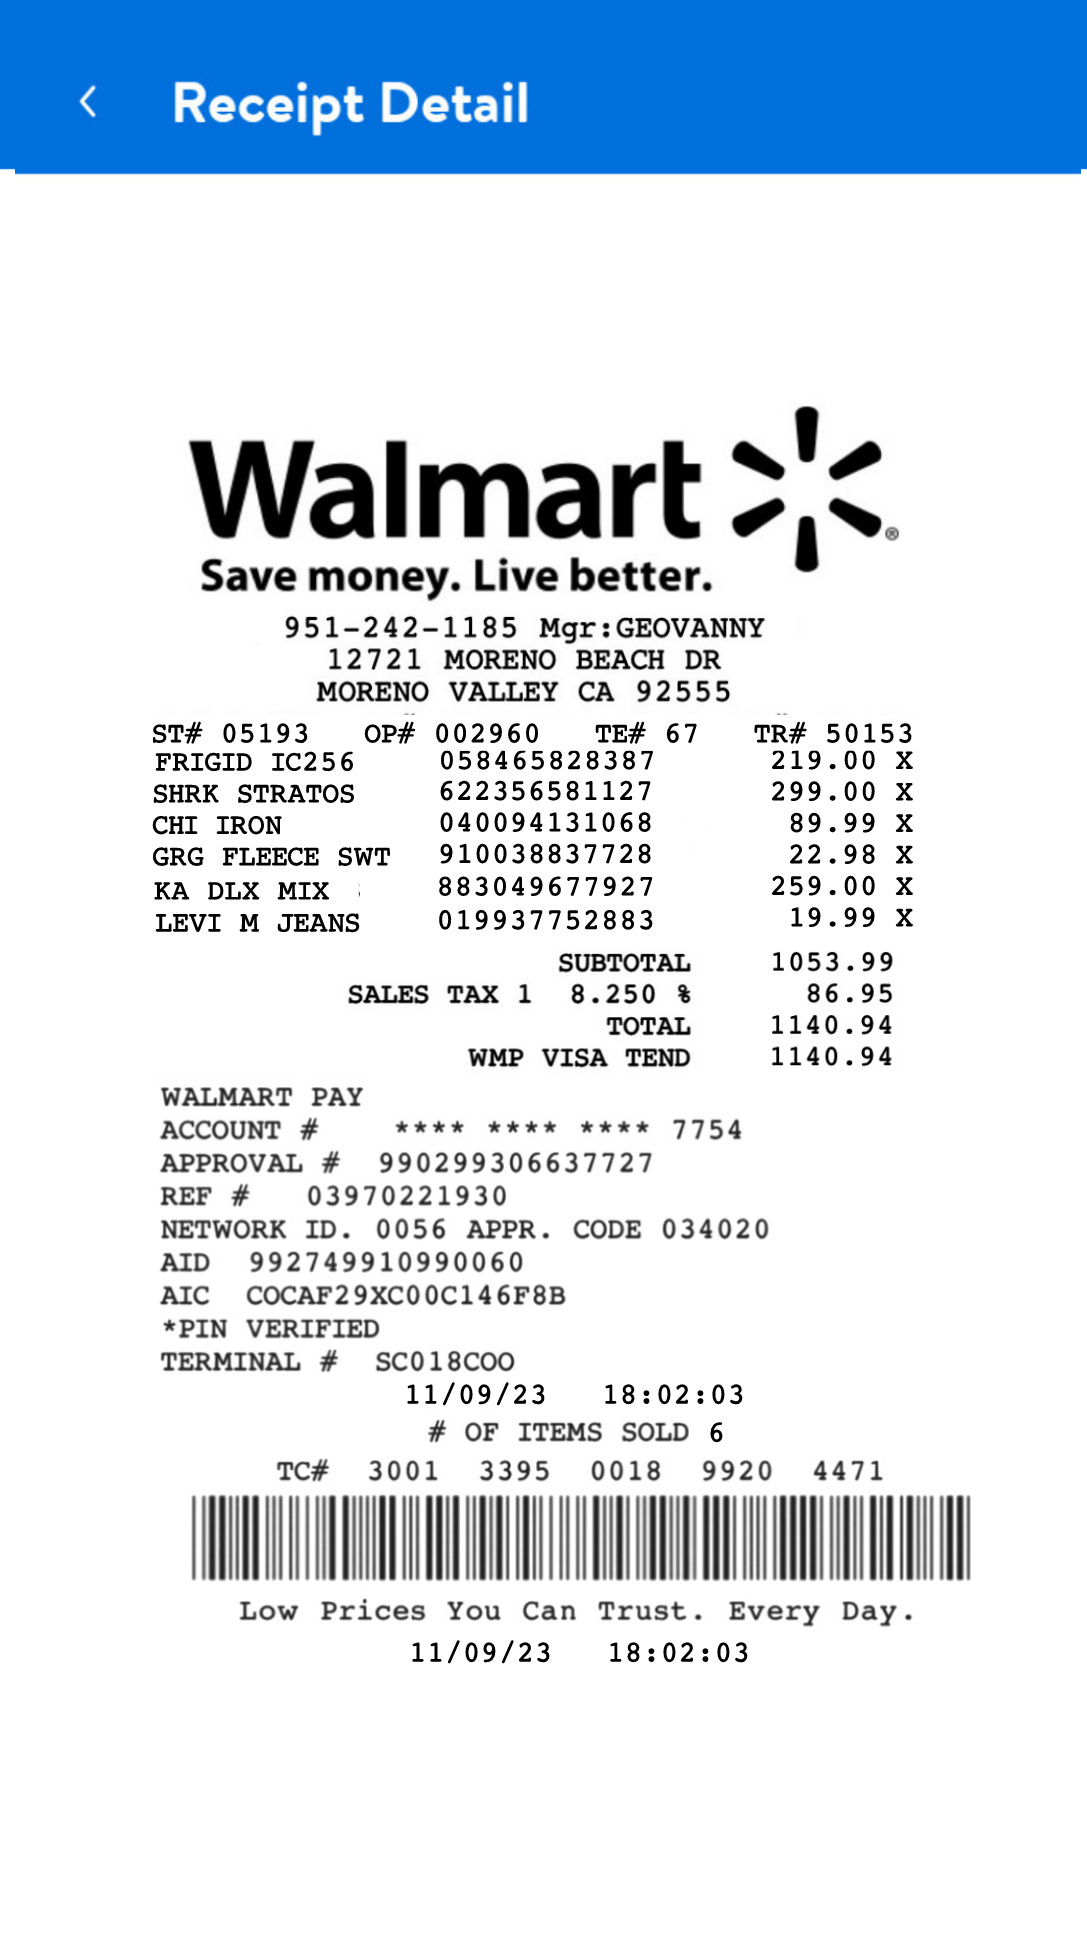 Receipt Detail
Walmart
Save money. Live better.
951-242-1185 Mgr:GEOVANNY
12721 MORENO BEACH DR
MORENO VALLEY CA 92555
ST# 05193 OP# 002960 TE# 67 TR# 50153
FRIGID IC256 058465828387 219.00 X
SHRK STRATOS 622356581127 299.00 X
CHI IRON 040094131068 89.99 X
GRG FLEECE SWT 910038837728 22.98 X
KA DLX MIX 883049677927 259.00 X
LEVI M JEANS 019937752883 19.99 X
SUBTOTAL 1053.99
SALES TAX 1 8.250 % 86.95
TOTAL 1140.94
WMP VISA TEND 1140.94
WALMART PAY
ACCOUNT # **** **** **** 7754
APPROVAL # 990299306637727
REF # 03970221930
NETWORK ID. 0056 APPR. CODE 034020
AID 992749910990060
AIC COCAF29XC00C146F8B
*PIN VERIFIED
TERMINAL # SC018COO
11/09/23 18:02:03
# OF ITEMS SOLD 6
TC# 3001 3395 0018 9920 4471
Low Prices You Can Trust. Every Day.
11/09/23 18:02:03